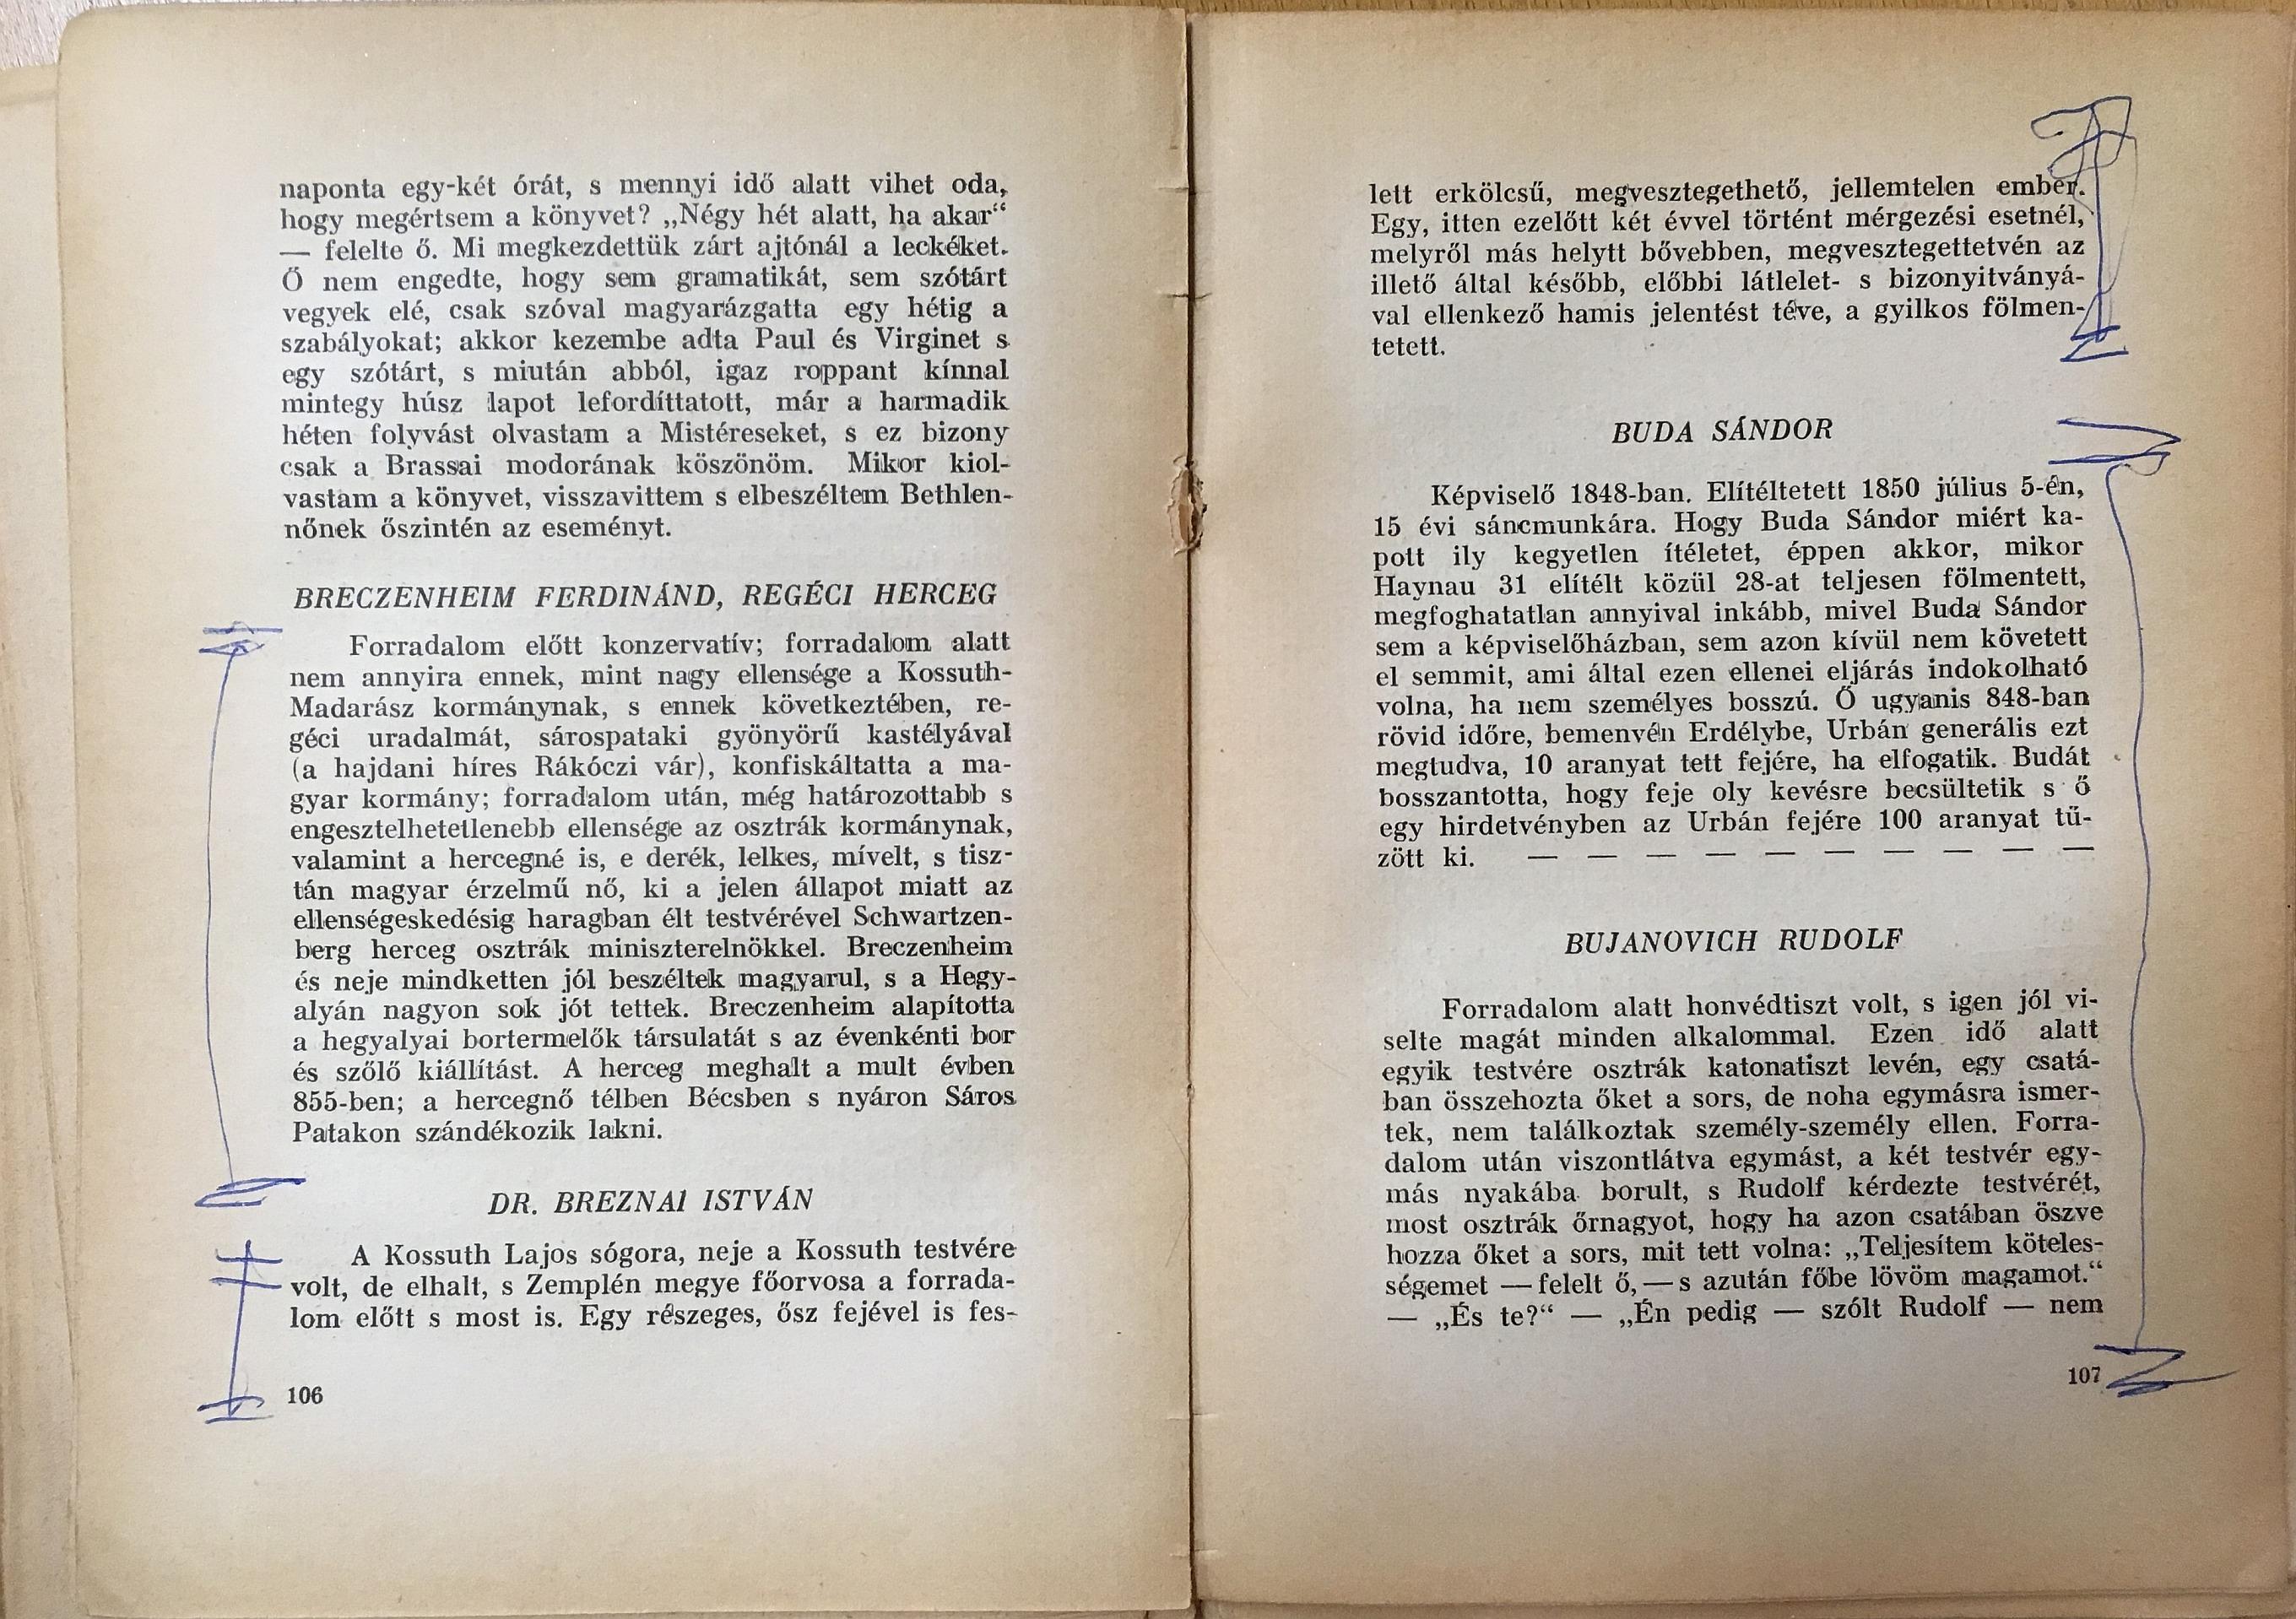 naponta egy-két órát, s mennyi idő alatt vihet oda,
hogy megértsem a könyvet? „Négy hét alatt, ha akar“
— felelte ő. Mi megkezdettük zárt ajtónál a leckéket.
Ő nem engedte, hogy sem gramatikát, sem szótárt
vegyek elé, csak szóval magyarázgatta egy hétig a
szabályokat; akkor kezembe adta Paul és Virginet s
egy szótárt, s miután abból, igaz roppant kínnal
mintegy húsz lapot lefordíttatott, már a harmadik
héten folyvást olvastam a Mistéreseket, s ez bizony
csak a Brassai modorának köszönöm. Mikor kiol-
vastam a könyvet, visszavittem s elbeszéltem Bethlen-
nőnek őszintén az eseményt.
BRECZENHEIM FERDINÁND, REGÉCI HERCEG
Forradalom előtt konzervatív; forradalom alatt
nem annyira ennek, mint nagy ellensége a Kossuth-
Madarász kormánynak, s ennek következtében, re-
géci uradalmát, sárospataki gyönyörű kastélyával
(a hajdani híres Rákóczi vár), konfiskáltatta a ma-
gyar kormány; forradalom után, még határozottabb s
engesztelhetetlenebb ellensége az osztrák kormánynak,
valamint a hercegné is, e derék, lelkes, mívelt, s tisz-
tán magyar érzelmű nő, ki a jelen állapot miatt az
ellenségeskedésig haragban élt testvérével Schwartzen-
berg herceg osztrák miniszterelnökkel. Breczenheim
és neje mindketten jól beszéltek magyarul, s a Hegy-
alyán nagyon sok jót tettek. Breczenheim alapította
a hegyalyai bortermelők társulatát s az évenkénti bor
és szőlő kiállítást. A herceg meghalt a mult évben
855-ben; a hercegnő télben Bécsben s nyáron Sáros
Patakon szándékozik lakni.
DR. BREZNAI ISTVÁN
A Kossuth Lajos sógora, neje a Kossuth testvére
volt, de elhalt, s Zemplén megye főorvosa a forrada-
lom előtt s most is. Egy részeges, ősz fejével is fes-
106
lett erkölcsű, megvesztegethető, jellemtelen ember.
Egy, itten ezelőtt két évvel történt mérgezési esetnél,
melyről más helytt bővebben, megvesztegettetvén az
illető által később, előbbi látlelet- s bizonyitványá-
val ellenkező hamis jelentést téve, a gyilkos fölmen-
tetett.
BUDA SÁNDOR
Képviselő 1848-ban. Elítéltetett 1850 július 5-én,
15 évi sáncmunkára. Hogy Buda Sándor miért ka-
pott ily kegyetlen ítéletet, éppen akkor, mikor
Haynau 31 elítélt közül 28-at teljesen fölmentett,
megfoghatatlan annyival inkább, mivel Buda Sándor
sem a képviselőházban, sem azon kívül nem követett
el semmit, ami által ezen ellenei eljárás indokolható
volna, ha nem személyes bosszú. Ő ugyanis 848-ban
rövid időre, bemenvén Erdélybe, Urbán generális ezt
megtudva, 10 aranyat tett fejére, ha elfogatik. Budát
bosszantotta, hogy feje oly kevésre becsültetik s ő
egy hirdetvényben az Urbán fejére 100 aranyat tű-
zött ki. — — — — — — — — — —
BUJANOVICH RUDOLF
Forradalom alatt honvédtiszt volt, s igen jól vi-
selte magát minden alkalommal. Ezen idő alatt
egyik testvére osztrák katonatiszt levén, egy csatá-
ban összehozta őket a sors, de noha egymásra ismer-
tek, nem találkoztak személy-személy ellen. Forra-
dalom után viszontlátva egymást, a két testvér egy-
más nyakába borult, s Rudolf kérdezte testvérét,
most osztrák őrnagyot, hogy ha azon csatában öszve
hozza őket a sors, mit tett volna: „Teljesítem köteles-
ségemet — felelt ő, — s azután főbe lövöm magamot.“
— „És te?“ — „Én pedig — szólt Rudolf — nem
107